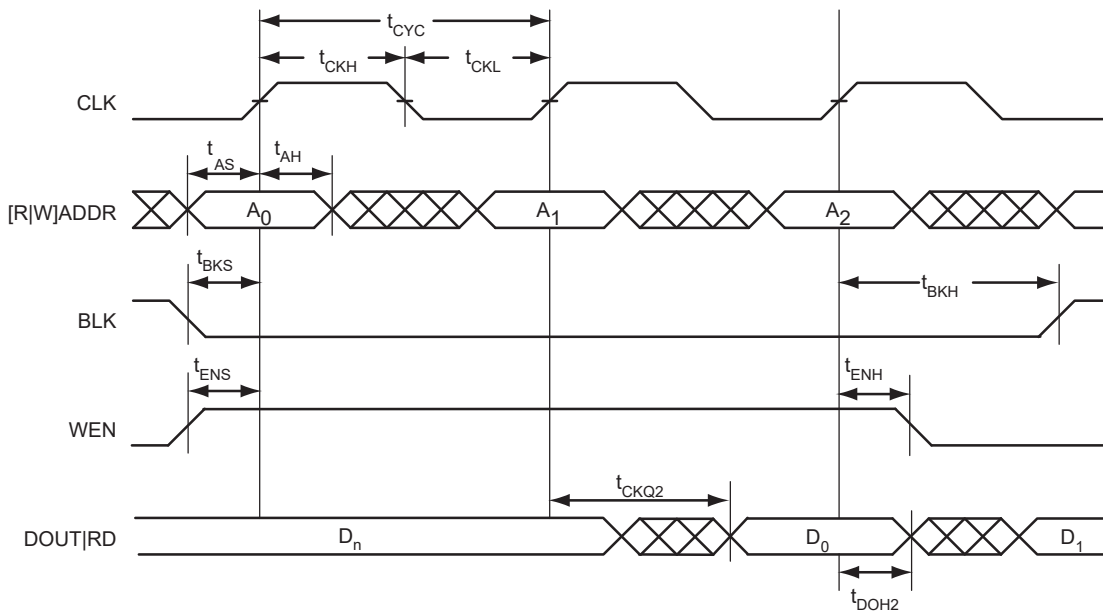 tCYC
tCKH tCKL
CLK
tAS tAH
[R|W]ADDR A0 A1 A2
tBKS tBKH
BLK
tENS tENH
WEN
tCKQ2
DOUT|RD Dn D0 D1
tDOH2